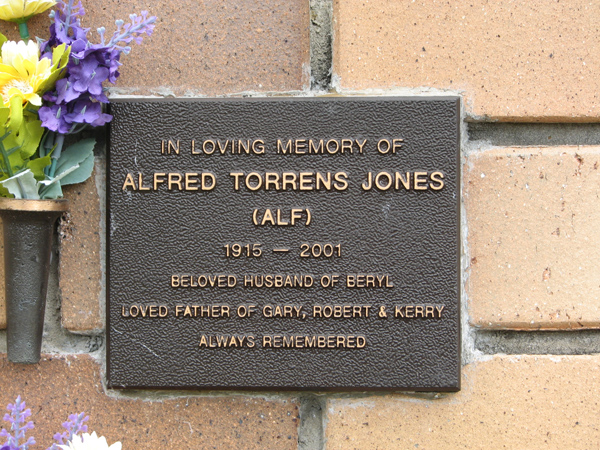 IN LOVING MEMORY OF
ALFRED TORRENS JONES
(ALF)
1915 — 2001
BELOVED HUSBAND OF BERYL
LOVED FATHER OF GARY, ROBERT & KERRY
ALWAYS REMEMBERED